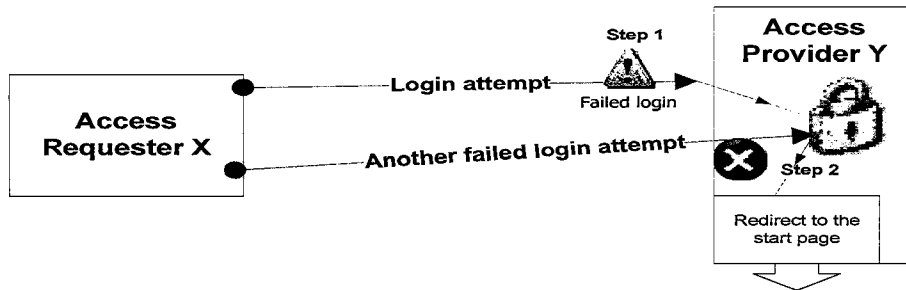 Access
Requester X
Login attempt
Step 1
Failed login
Another failed login attempt
Access
Provider Y
Step 2
Redirect to the
start page